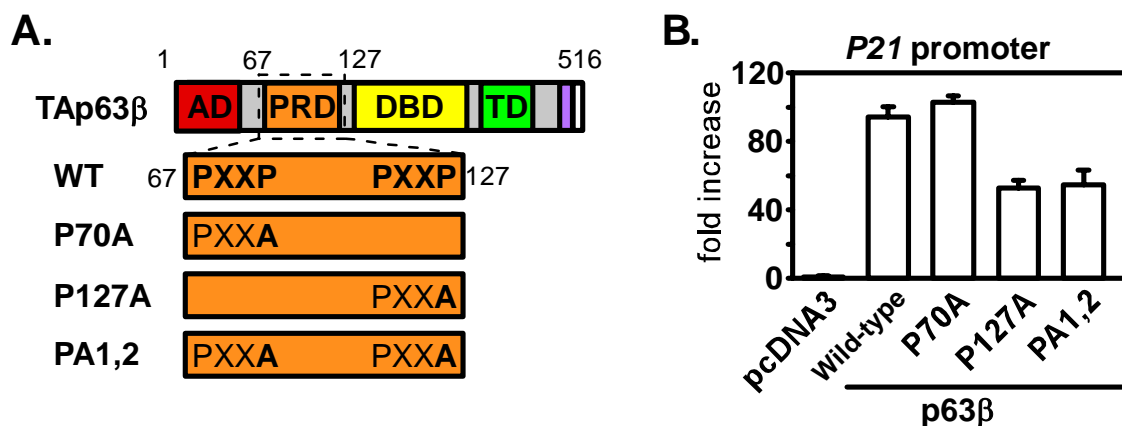 A.
1 67 127 516
TAp63β AD PRD DBD TD
WT 67 PXXP PXXP 127
P70A PXXA
P127A PXXA
PA1,2 PXXA PXXA
B.
P21 promoter
fold increase
120
80
40
0
pcDNA3
Wild-type
P70A
P127A
PA1,2
p63β